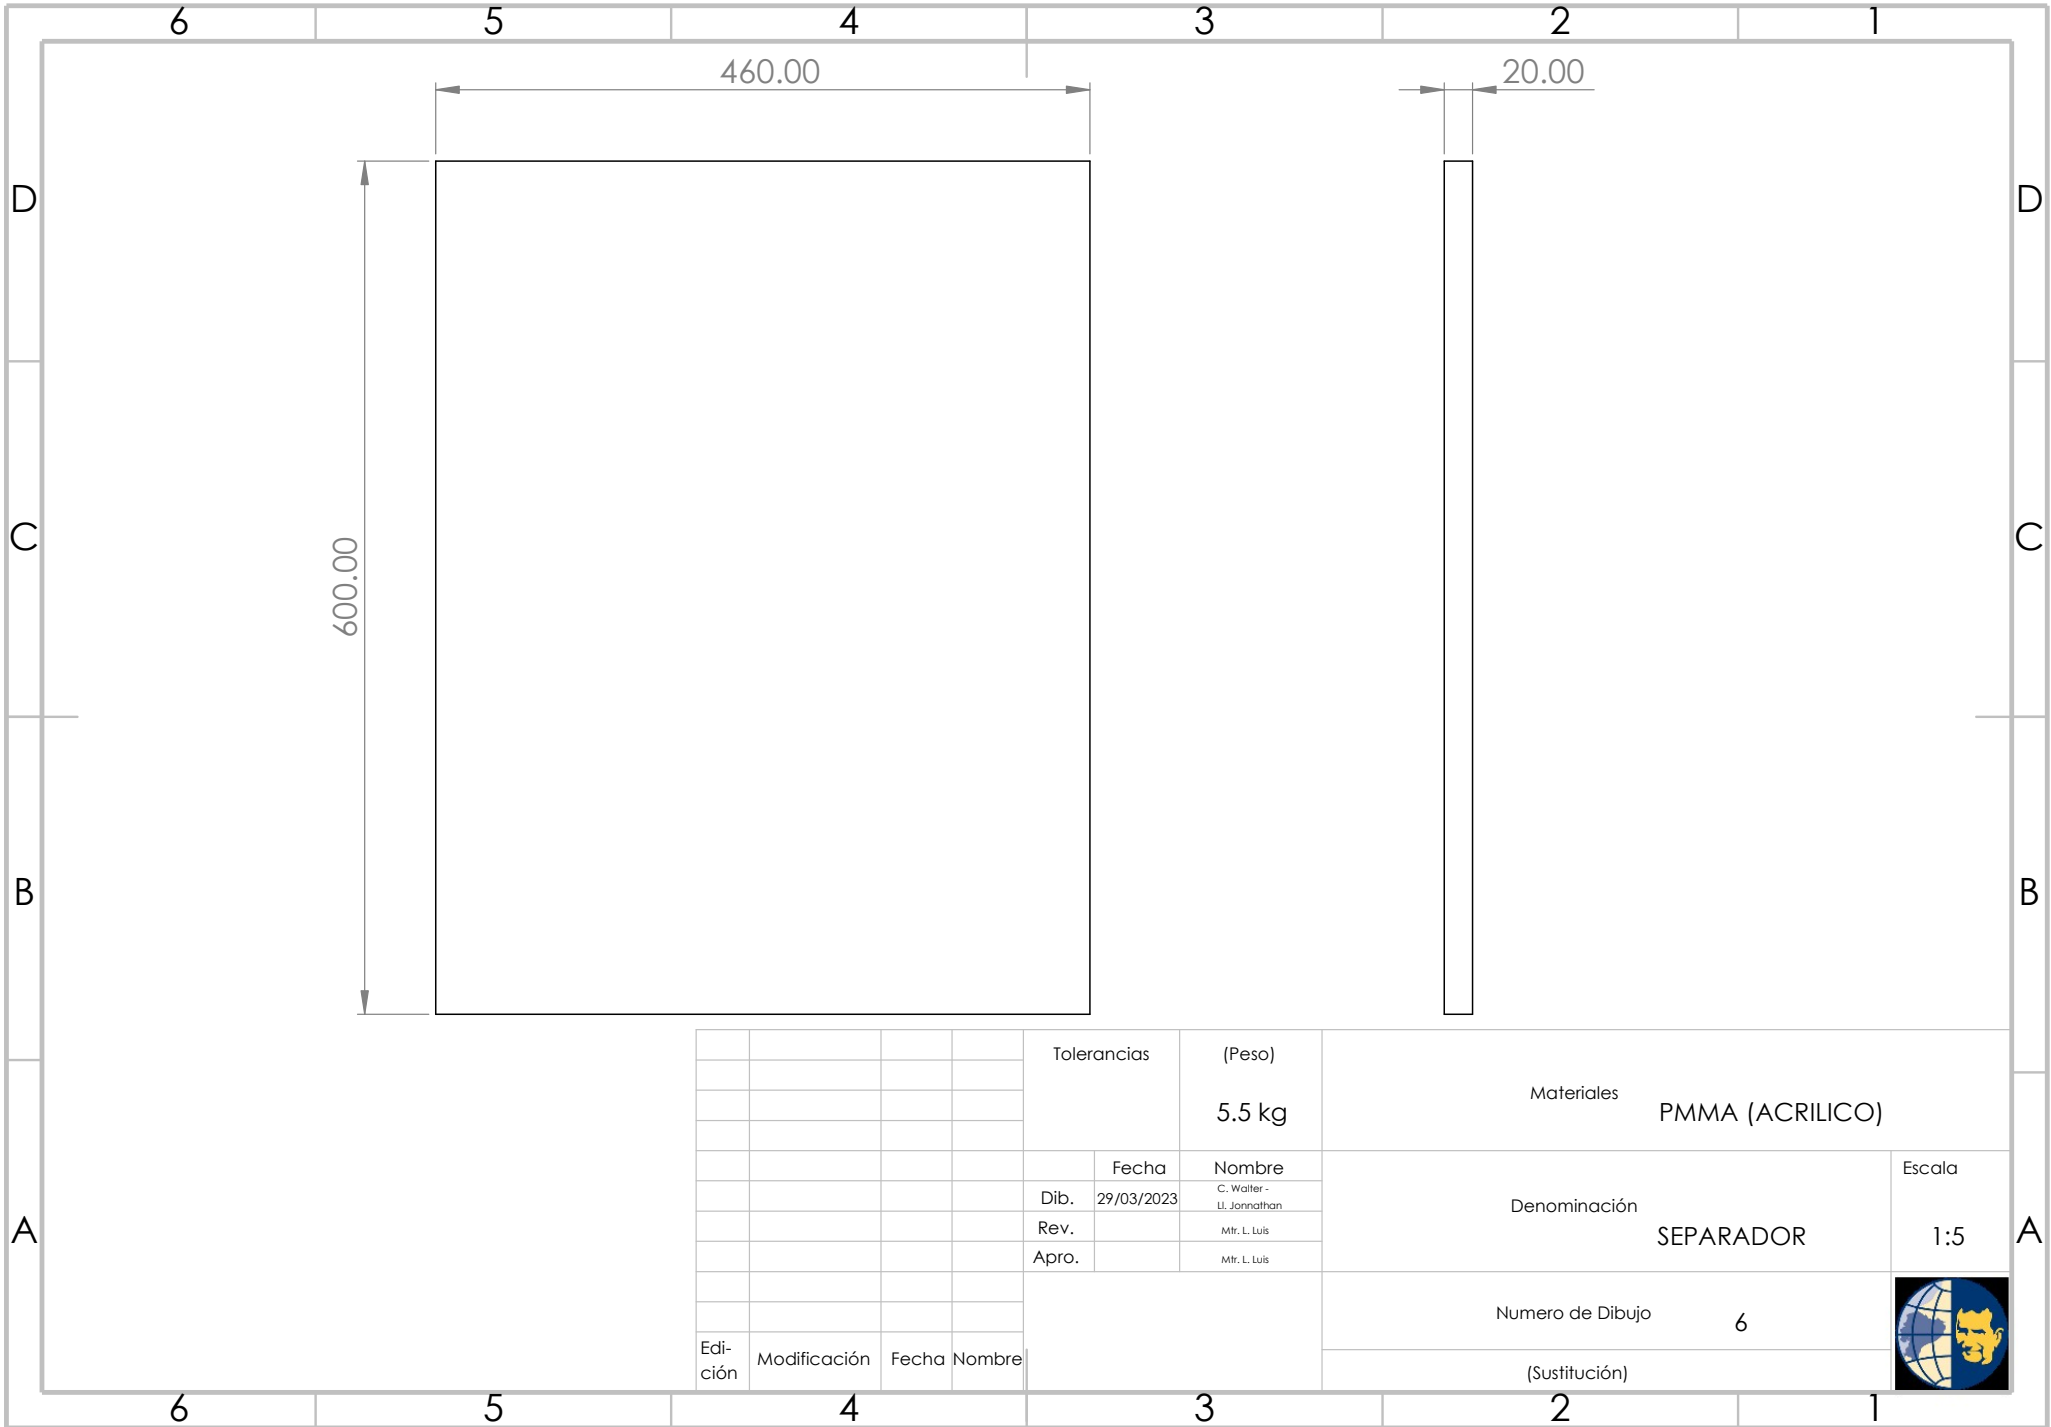 6 5 4 3 2 1
460.00 20.00
D D
C C
600.00
B B
Tolerancias (Peso)
Materiales
5.5 kg PMMA (ACRILICO)
Fecha Nombre Escala
Dib. 29/03/2023 C. Walter -
Ll. Jonnathan
Denominación
Rev. Mtr. L. Luis
A SEPARADOR 1:5 A
Apro. Mtr. L. Luis
Numero de Dibujo 6
Edi-
ción Modificación Fecha Nombre
(Sustitución)
6 5 4 3 2 1